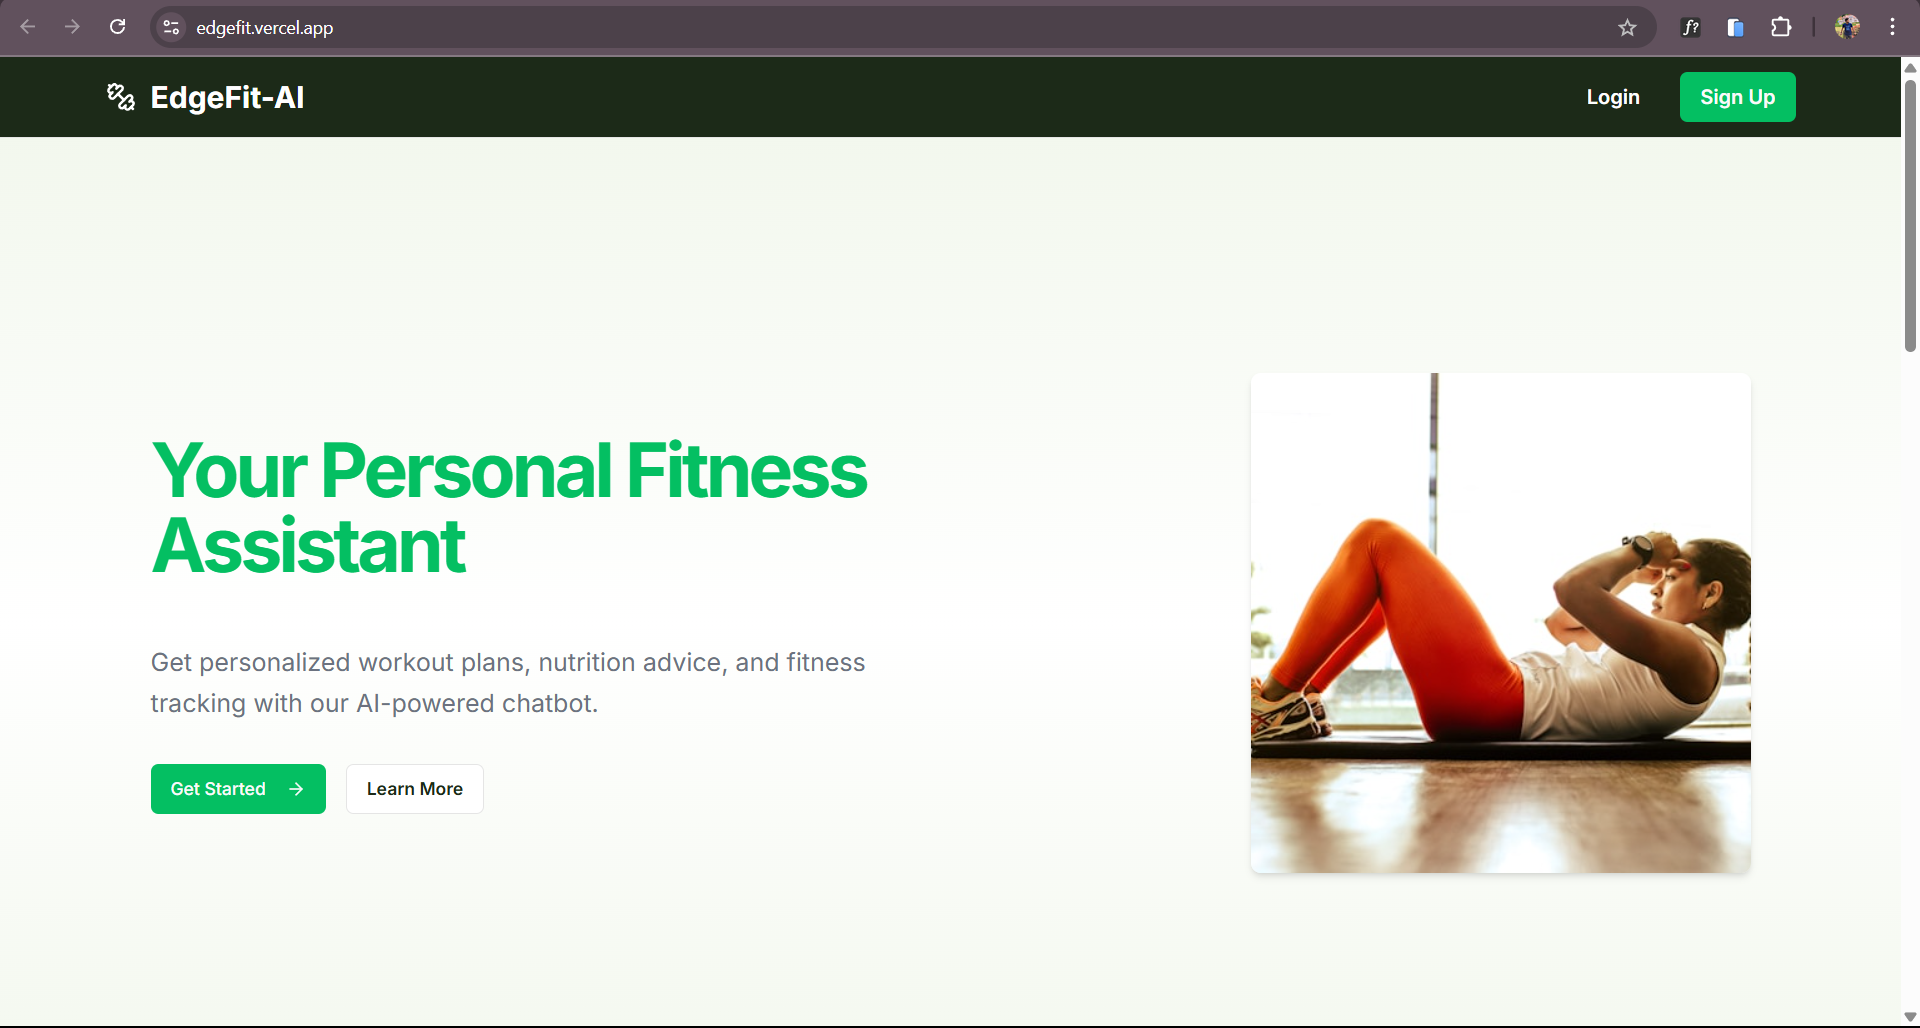 edgefit.vercel.app
f?
EdgeFit-AI
Login
Sign Up
Your Personal Fitness
Assistant
Get personalized workout plans, nutrition advice, and fitness
tracking with our AI-powered chatbot.
Get Started
Learn More